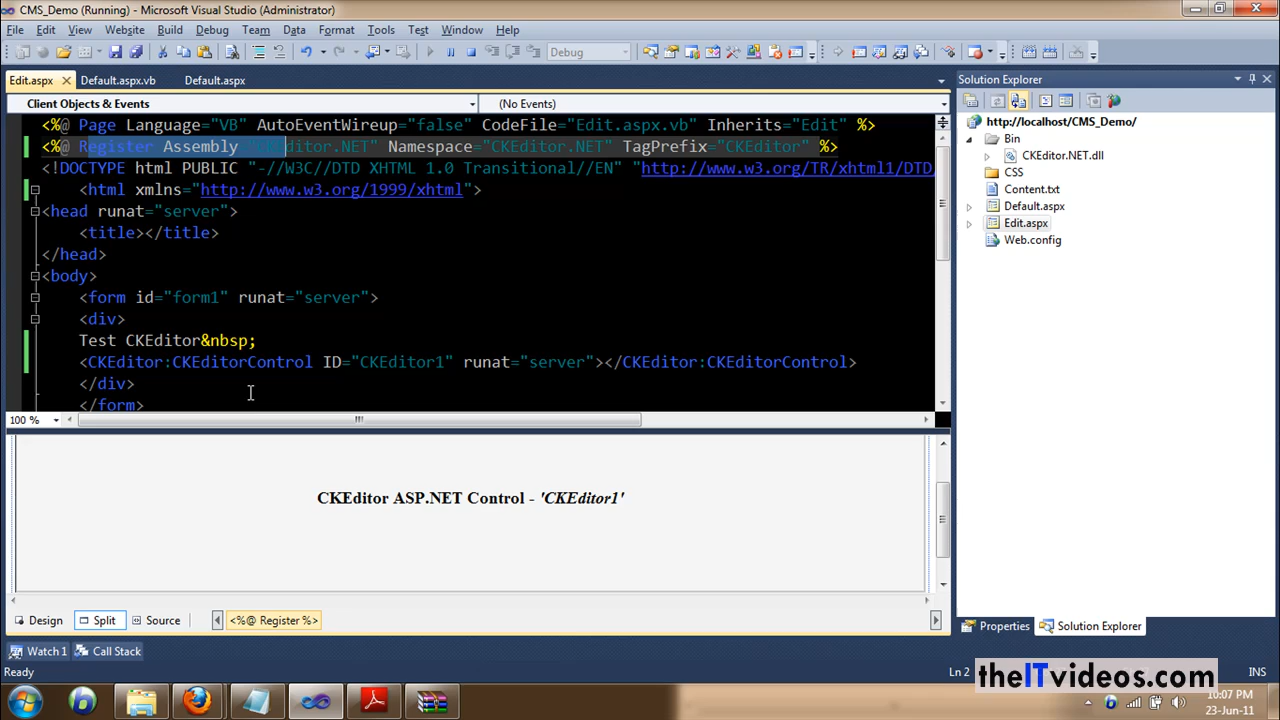 CMS_Demo (Running) - Microsoft Visual Studio (Administrator)
File Edit View Website Build Debug Team Data Format Tools Test Window Help
Debug
Edit.aspx Default.aspx.vb Default.aspx
Client Objects & Events (No Events)
<%@ Page Language="VB" AutoEventWireup="false" CodeFile="Edit.aspx.vb" Inherits="Edit" %>
<%@ Register Assembly "CKEditor.NET" Namespace="CKEditor.NET" TagPrefix="CKEditor" %>
<!DOCTYPE html PUBLIC "-//W3C//DTD XHTML 1.0 Transitional//EN" "http://www.w3.org/TR/xhtml1/DTD/
<html xmlns="http://www.w3.org/1999/xhtml">
<head runat="server">
<title></title>
</head>
<body>
<form id="form1" runat="server">
<div>
Test CKEditor&nbsp;
<CKEditor:CKEditorControl ID="CKEditor1" runat="server"></CKEditor:CKEditorControl>
</div>
</form>
100 %
CKEditor ASP.NET Control - 'CKEditor1'
Design Split Source <%@ Register %>
Watch 1 Call Stack
Ready Ln 2 INS
Solution Explorer
http://localhost/CMS_Demo/
Bin
CKEditor.NET.dll
CSS
Content.txt
Default.aspx
Edit.aspx
Web.config
Properties Solution Explorer
theITvideos.com
10:07 PM
23-Jun-11